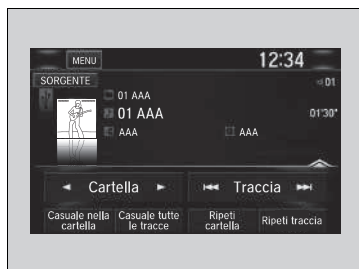 MENU 12:34
SORGENTE 01
01 AAA
01 AAA 01'30"
AAA AAA
Cartella Traccia
Casuale nella cartella Casuale tutte le tracce Ripeti cartella Ripeti traccia